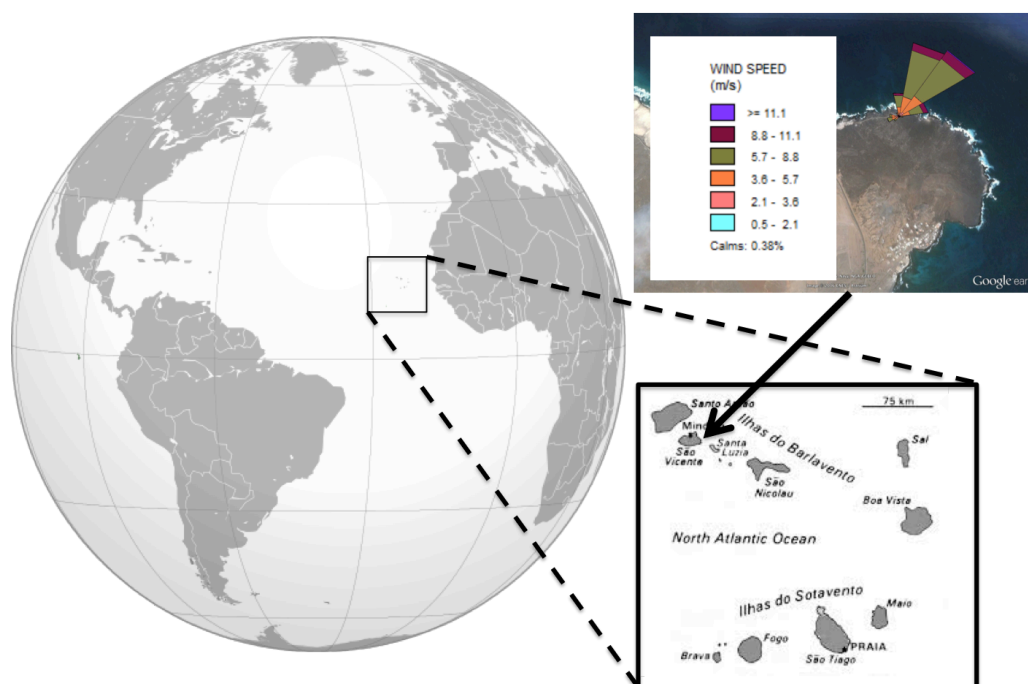 WIND SPEED
(m/s)
>= 11.1
8.8 - 11.1
5.7 - 8.8
3.6 - 5.7
2.1 - 3.6
0.5 - 2.1
Calms: 0.38%
Google ear
75 km
Ilhas do Barlavento
Sal
Santa
Luzia
São
Vicente
São
Nicolau
Boa Vista
North Atlantic Ocean
Ilhas do Sotavento
Maio
Fogo
PRAIA
Brava
São Tiago